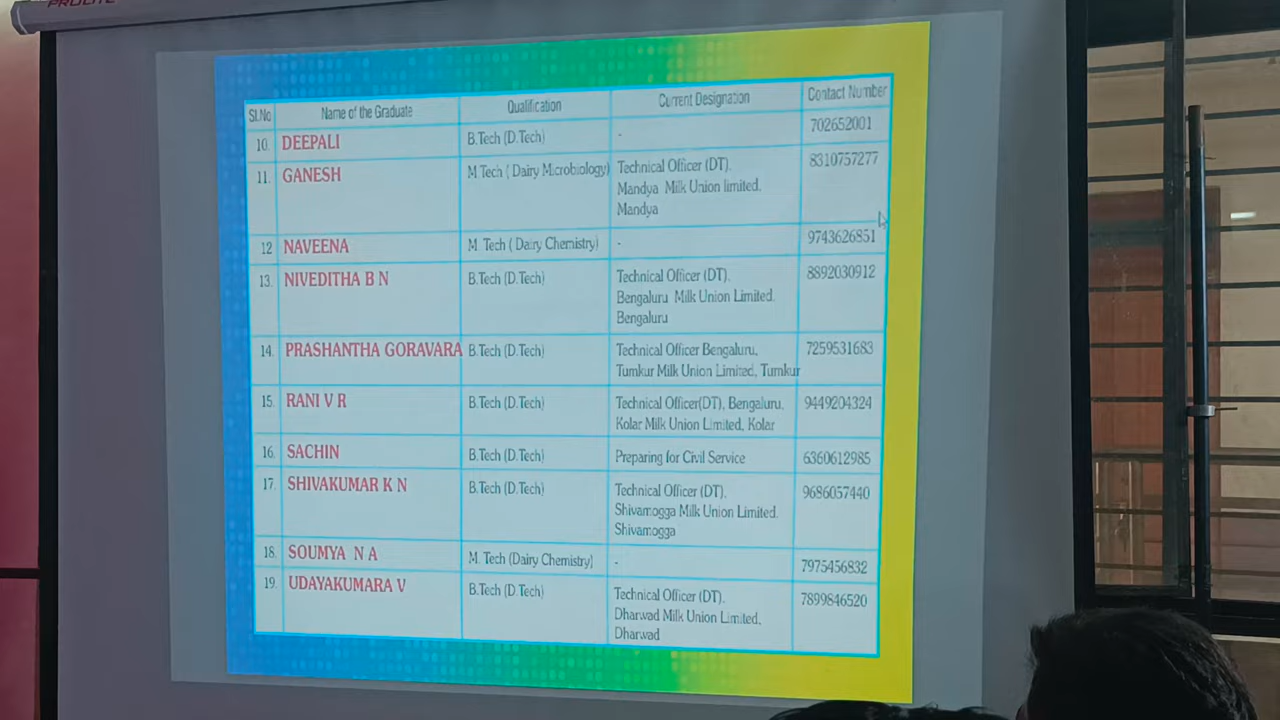 PROLITE
Sl.No Name of the Graduate Qualification Current Designation Contact Number
10. DEEPALI B.Tech (D.Tech) - 702652001
11. GANESH M Tech ( Dairy Microbiology) Technical Officer (DT). 8310757277
Mandya Milk Union limited.
Mandya
12 NAVEENA M. Tech ( Dairy Chemistry) - 9743626851
13. NIVEDITHA B N B.Tech (D.Tech) Technical Officer (DT). 8892030912
Bengaluru Milk Union Limited.
Bengaluru
14. PRASHANTHA GORAVARA B.Tech (D.Tech) Technical Officer Bengaluru, 7259531683
Tumkur Milk Union Limited, Tumkur
15. RANI V R B.Tech (D.Tech) Technical Officer(DT), Bengaluru, 9449204324
Kolar Milk Union Limited, Kolar
16. SACHIN B.Tech (D.Tech) Preparing for Civil Service 6360612985
17. SHIVAKUMAR K N B.Tech (D.Tech) Technical Officer (DT), 9686057440
Shivamogga Milk Union Limited.
Shivamogga
18. SOUMYA N A M. Tech (Dairy Chemistry) - 7975456832
19. UDAYAKUMARA V B.Tech (D.Tech) Technical Officer (DT). 7899846520
Dharwad Milk Union Limited,
Dharwad